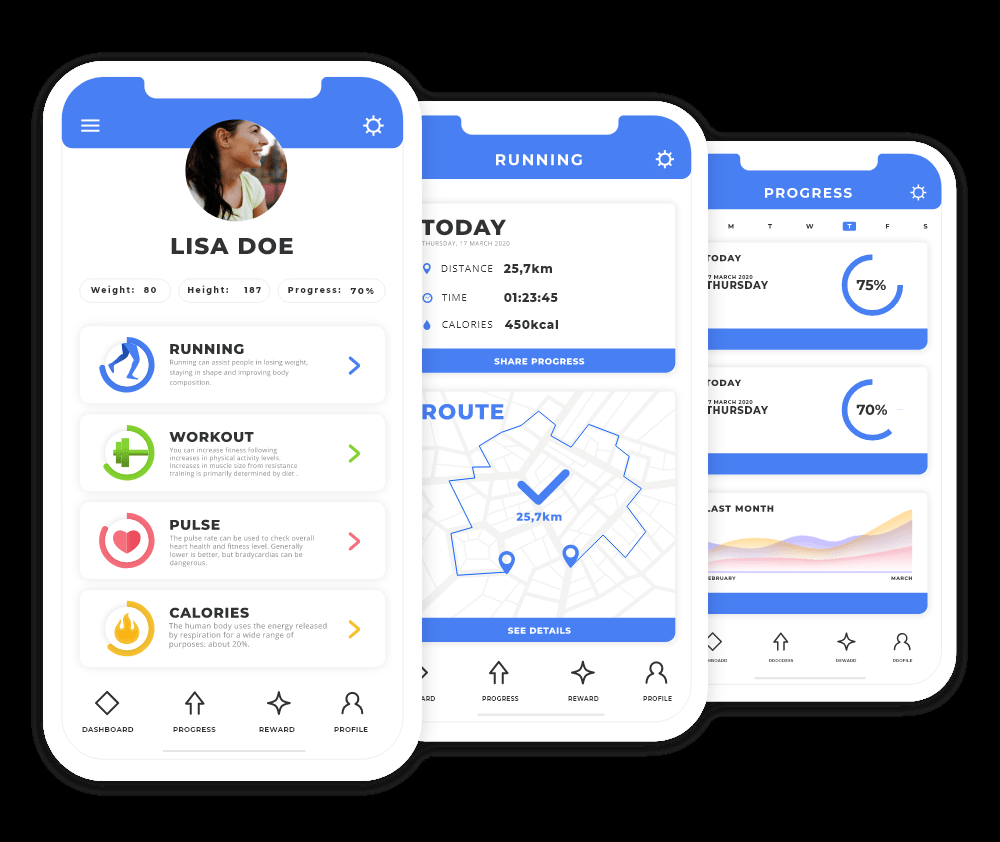 LISA DOE
Weight: 80
Height: 187
Progress: 70%
RUNNING
Running can assist people in losing weight,
staying in shape and improving body
composition.
WORKOUT
You can increase fitness following
increases in physical activity levels.
Increases in muscle size from resistance
training is primarily determined by diet .
PULSE
The pulse rate can be used to check overall
heart health and fitness level. Generally
lower is better, but bradycardias can be
dangerous.
CALORIES
The human body uses the energy released
by respiration for a wide range of
purposes: about 20%.
DASHBOARD
PROGRESS
REWARD
PROFILE
RUNNING
TODAY
THURSDAY, 17 MARCH 2020
DISTANCE 25,7km
TIME 01:23:45
CALORIES 450kcal
SHARE PROGRESS
ROUTE
25,7km
SEE DETAILS
ARD
PROGRESS
REWARD
PROFILE
PROGRESS
M T W T F S
TODAY
7 MARCH 2020
THURSDAY
75%
TODAY
7 MARCH 2020
THURSDAY
70%
LAST MONTH
EBRUARY
MARCH
PROGRESS
REWARD
PROFILE